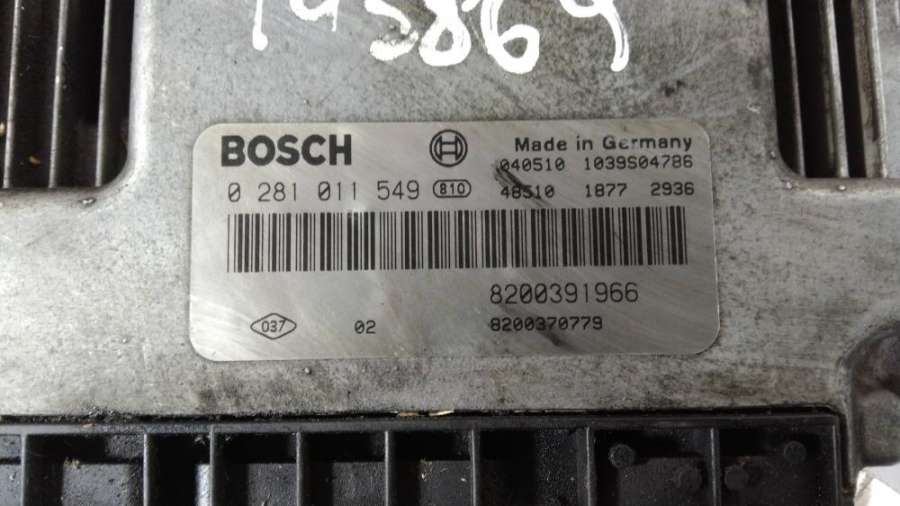 BOSCH
Made in Germany
040510 1039S04786
0 281 011 549 810
48510 1877 2936
8200391966
037 02 8200370779